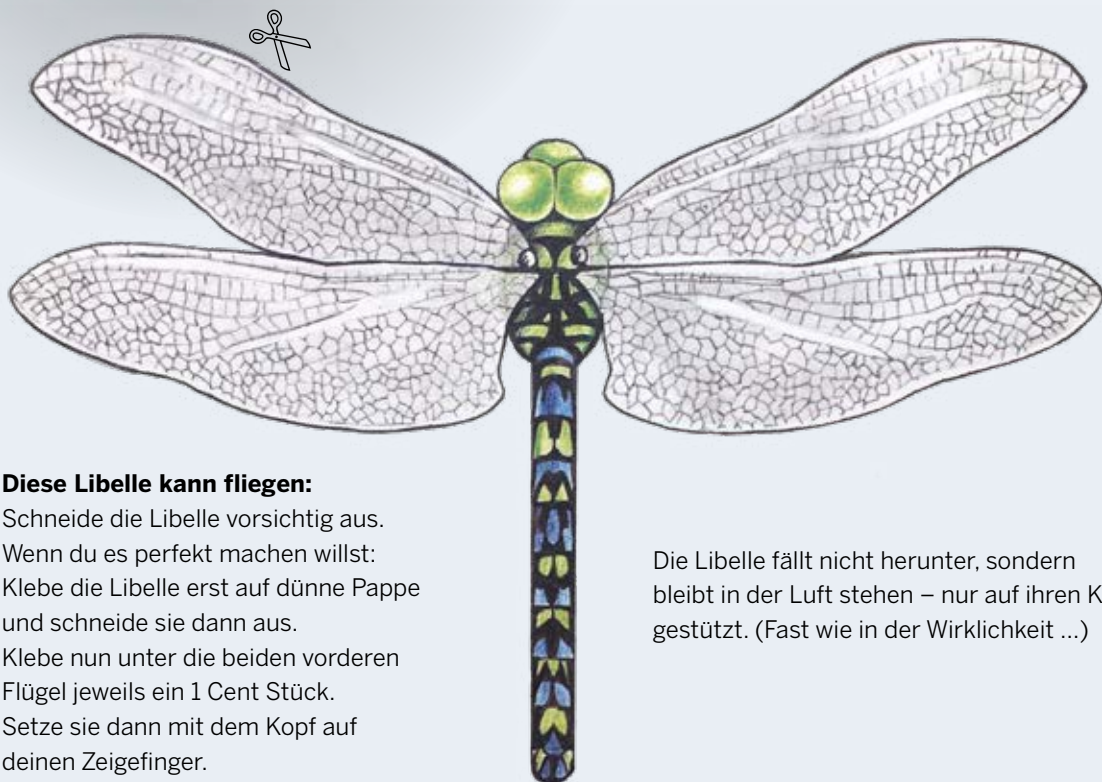 Diese Libelle kann fliegen:
Schneide die Libelle vorsichtig aus.
Wenn du es perfekt machen willst:
Klebe die Libelle erst auf dünne Pappe
und schneide sie dann aus.
Klebe nun unter die beiden vorderen
Flügel jeweils ein 1 Cent Stück.
Setze sie dann mit dem Kopf auf
deinen Zeigefinger.
Die Libelle fällt nicht herunter, sondern
bleibt in der Luft stehen – nur auf ihren
gestützt. (Fast wie in der Wirklichkeit ...)